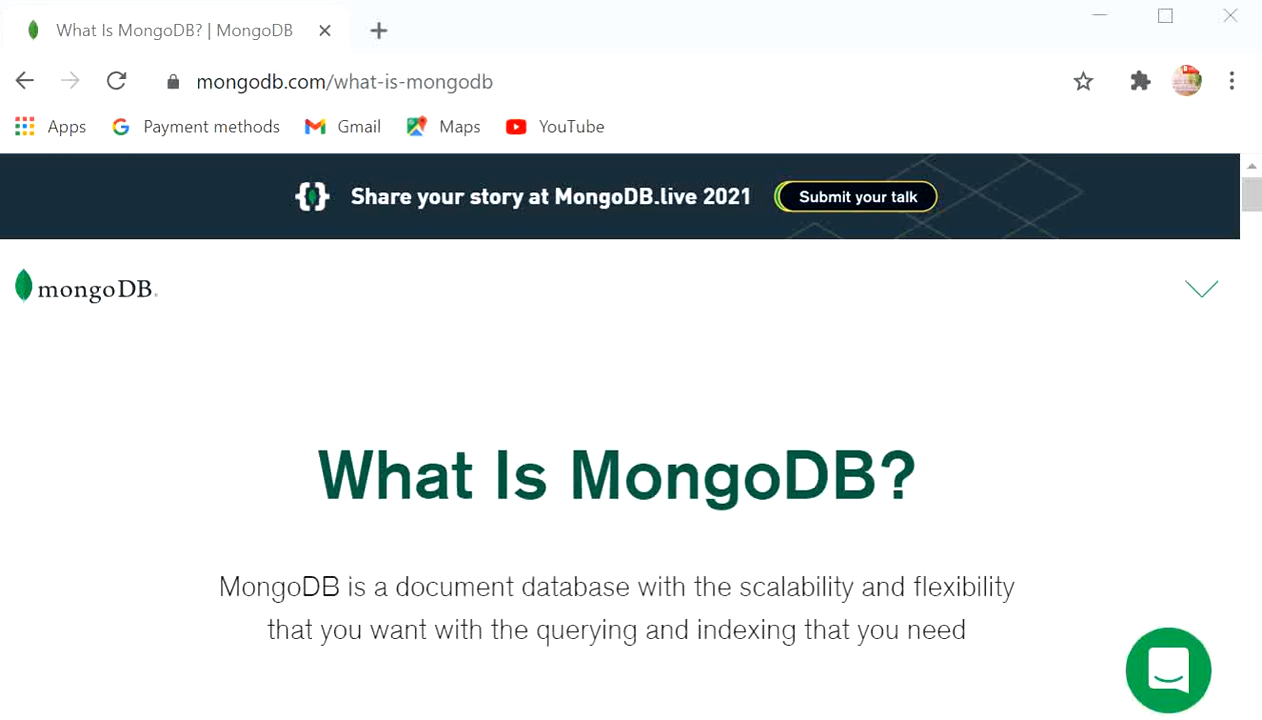 What Is MongoDB? | MongoDB
mongodb.com/what-is-mongodb
Apps Payment methods Gmail Maps YouTube
Share your story at MongoDB.live 2021 Submit your talk
mongoDB.
What Is MongoDB?
MongoDB is a document database with the scalability and flexibility
that you want with the querying and indexing that you need